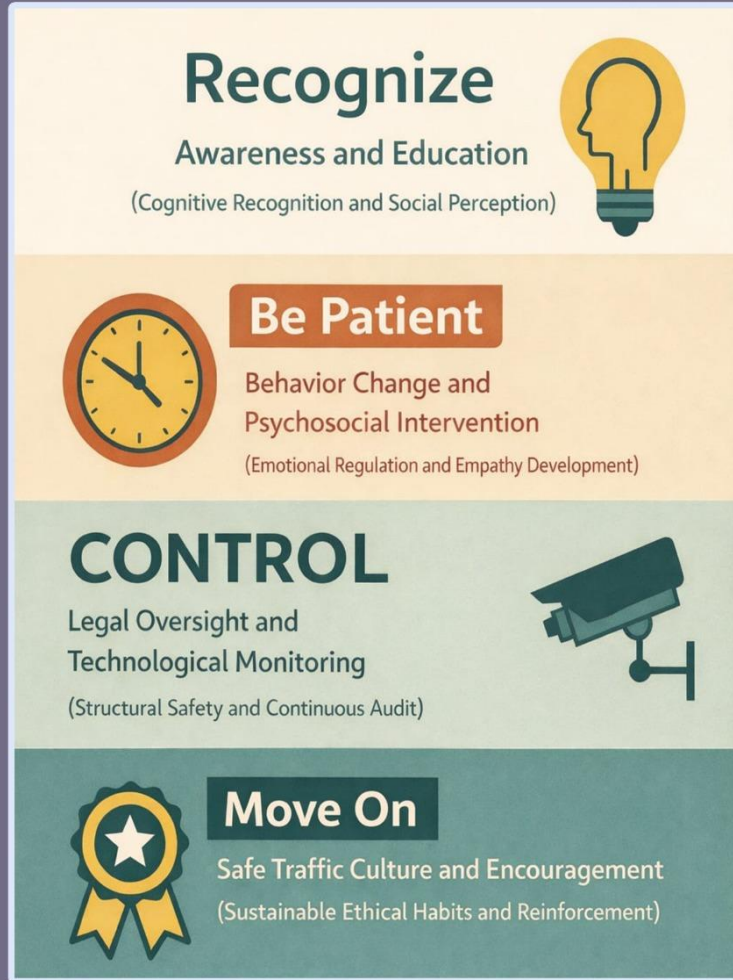 Recognize
Awareness and Education
(Cognitive Recognition and Social Perception)
Be Patient
Behavior Change and
Psychosocial Intervention
(Emotional Regulation and Empathy Development)
CONTROL
Legal Oversight and
Technological Monitoring
(Structural Safety and Continuous Audit)
Move On
Safe Traffic Culture and Encouragement
(Sustainable Ethical Habits and Reinforcement)